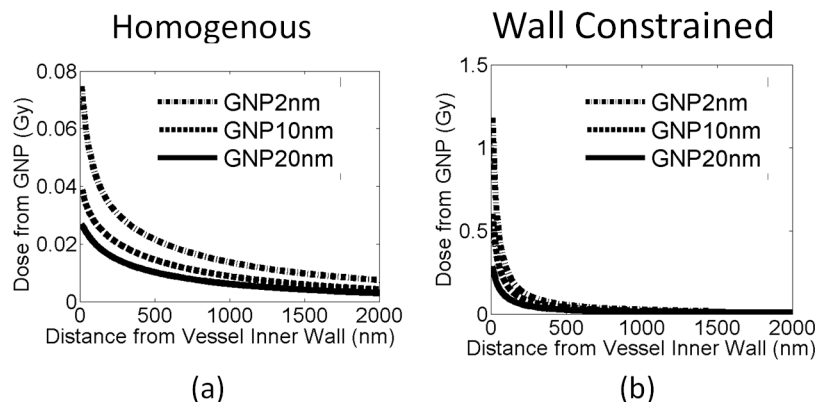 Homogenous
Wall Constrained
0.08
0.06
0.04
0.02
0
Dose from GNP (Gy)
GNP2nm
GNP10nm
GNP20nm
0 500 1000 1500 2000
Distance from Vessel Inner Wall (nm)
(a)
1.5
1
0.5
0
Dose from GNP (Gy)
GNP2nm
GNP10nm
GNP20nm
0 500 1000 1500 2000
Distance from Vessel Inner Wall (nm)
(b)